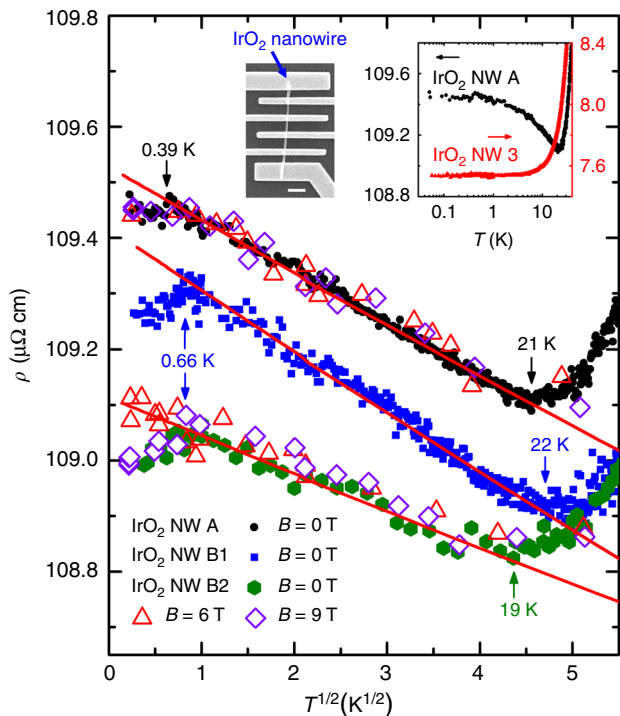 109.8
109.6
109.4
109.2
109.0
108.8
ρ (μΩ cm)
IrO2 nanowire
109.6
109.2
108.8
IrO2 NW A
IrO2 NW 3
8.4
8.0
7.6
0.1
1
10
T (K)
0.39 K
0.66 K
21 K
22 K
19 K
IrO2 NW A B = 0 T
IrO2 NW B1 B = 0 T
IrO2 NW B2 B = 0 T
B = 6 T B = 9 T
0 1 2 3 4 5
T1/2(K1/2)